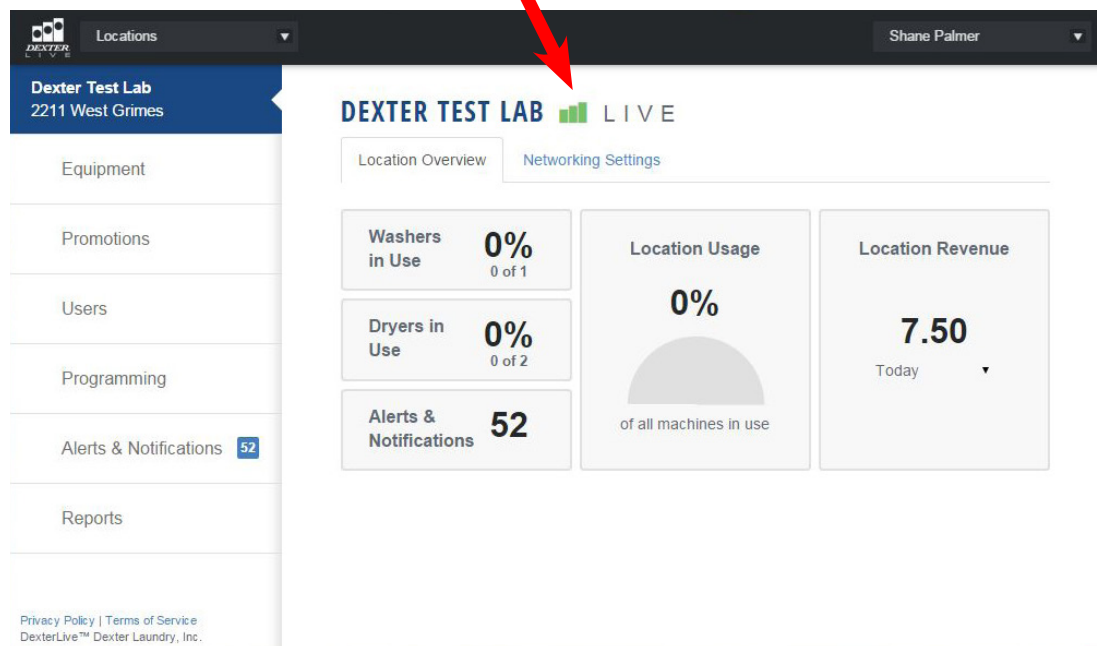 DEXTER
LIVE
Locations
Shane Palmer
Dexter Test Lab
2211 West Grimes
Equipment
Promotions
Users
Programming
Alerts & Notifications 52
Reports
Privacy Policy | Terms of Service
DexterLive™ Dexter Laundry, Inc.
DEXTER TEST LAB LIVE
Location Overview
Networking Settings
Washers
in Use
0%
0 of 1
Dryers in
Use
0%
0 of 2
Alerts &
Notifications
52
Location Usage
0%
of all machines in use
Location Revenue
7.50
Today